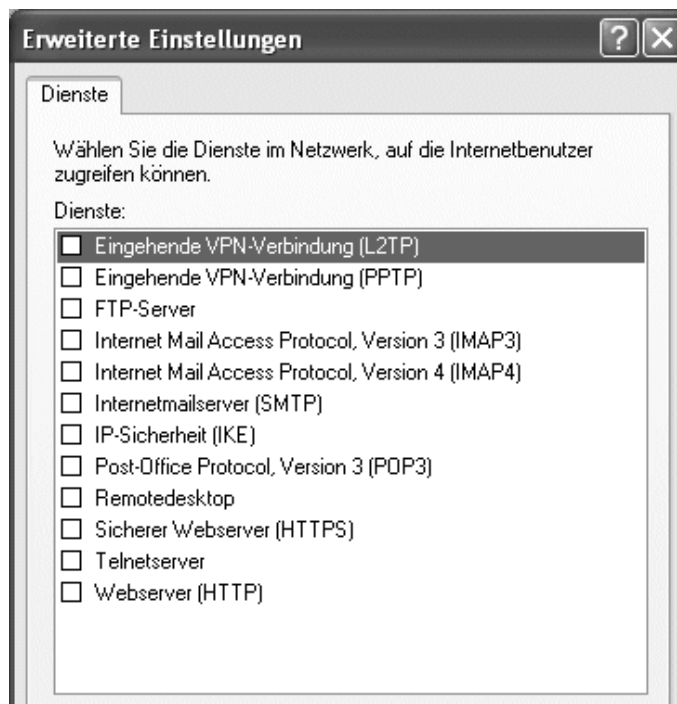 Erweiterte Einstellungen
Dienste
Wählen Sie die Dienste im Netzwerk, auf die Internetbenutzer
zugreifen können.
Dienste:
Eingehende VPN-Verbindung (L2TP)
Eingehende VPN-Verbindung (PPTP)
FTP-Server
Internet Mail Access Protocol, Version 3 (IMAP3)
Internet Mail Access Protocol, Version 4 (IMAP4)
Internetmailserver (SMTP)
IP-Sicherheit (IKE)
Post-Office Protocol, Version 3 (POP3)
Remotedesktop
Sicherer Webserver (HTTPS)
Telnetserver
Webserver (HTTP)